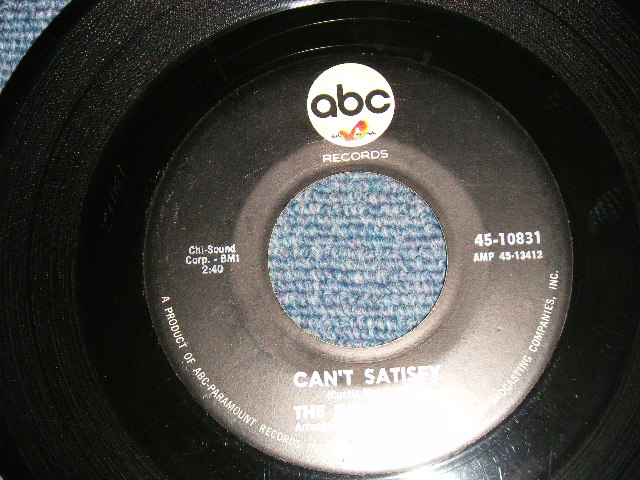 abc
RECORDS
Chi-Sound
Corp. - BMI
2:40
45-10831
AMP 45-13412
CAN'T SATISFY
(Curtis
THE
A PRODUCT OF ABC-PARAMOUNT RECORDS
COMPANIES, INC.